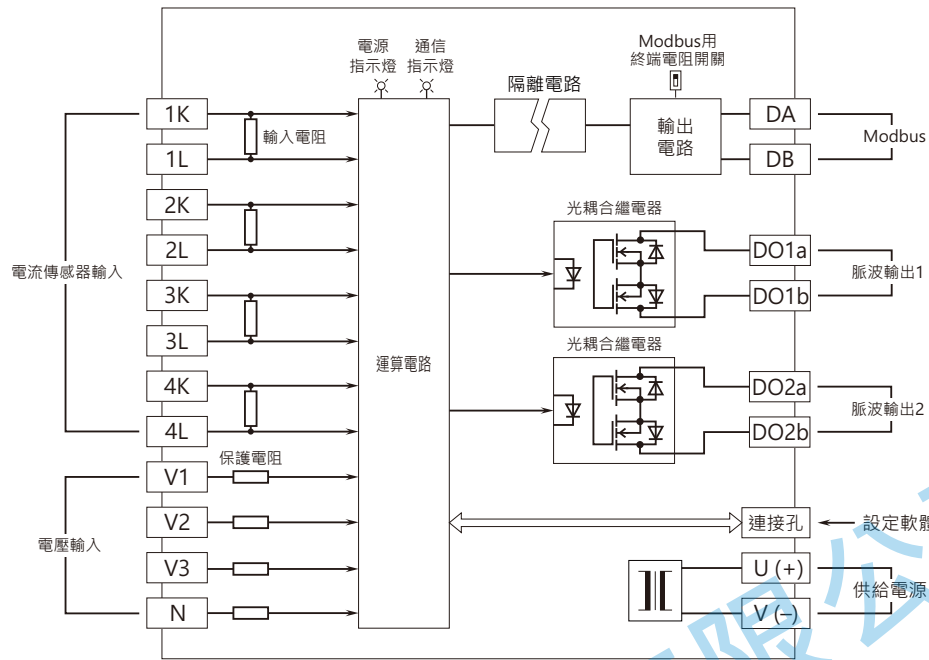 電源
指示燈
通信
指示燈
Modbus用
終端電阻開關
隔離電路
輸出
電路
1K
1L
2K
2L
3K
3L
4K
4L
V1
V2
V3
N
輸入電阻
保護電阻
電流傳感器輸入
電壓輸入
運算電路
DA
DB
Modbus
光耦合繼電器
DO1a
DO1b
脈波輸出1
光耦合繼電器
DO2a
DO2b
脈波輸出2
連接孔
設定軟體
U (+)
V (–)
供給電源
限公